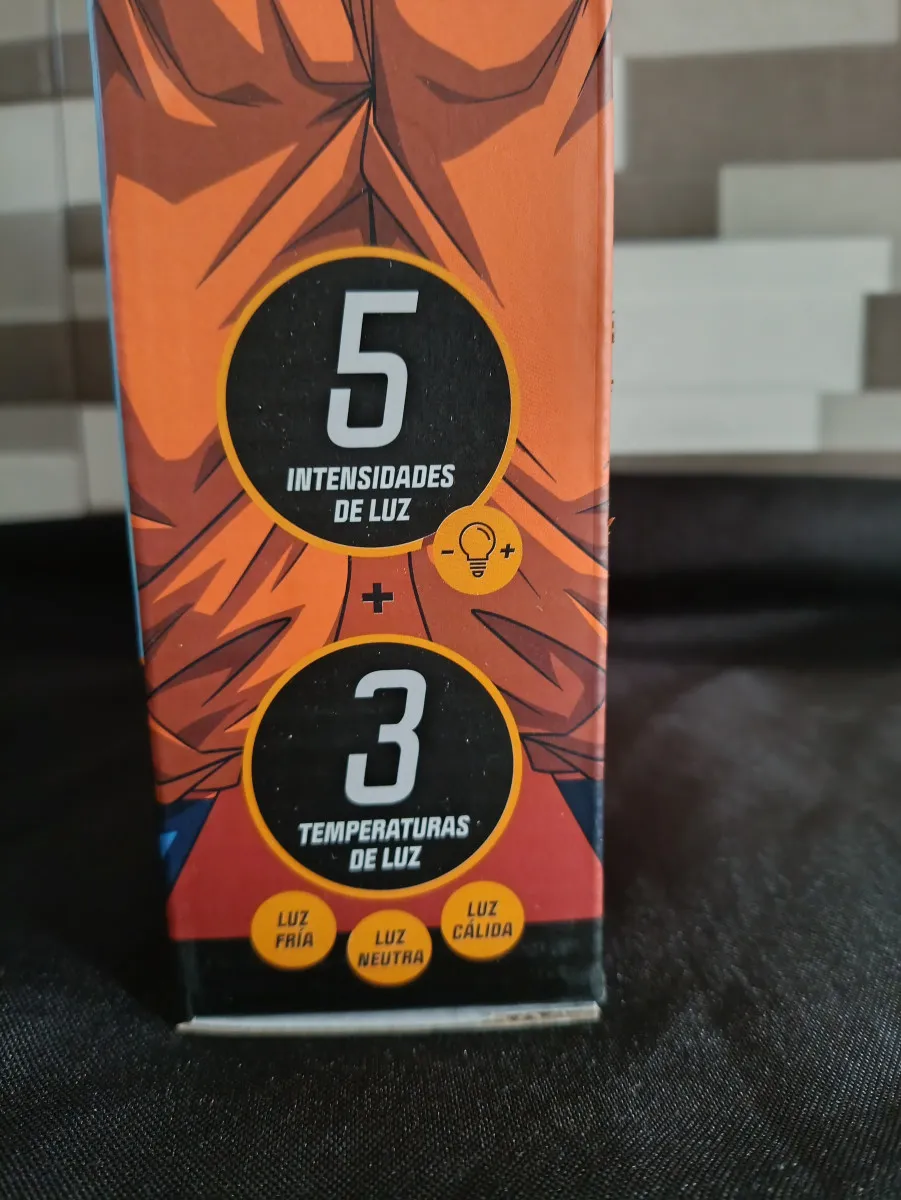 5
INTENSIDADES
DE LUZ
- +
+
3
TEMPERATURAS
DE LUZ
LUZ
FRÍA
LUZ
NEUTRA
LUZ
CÁLIDA